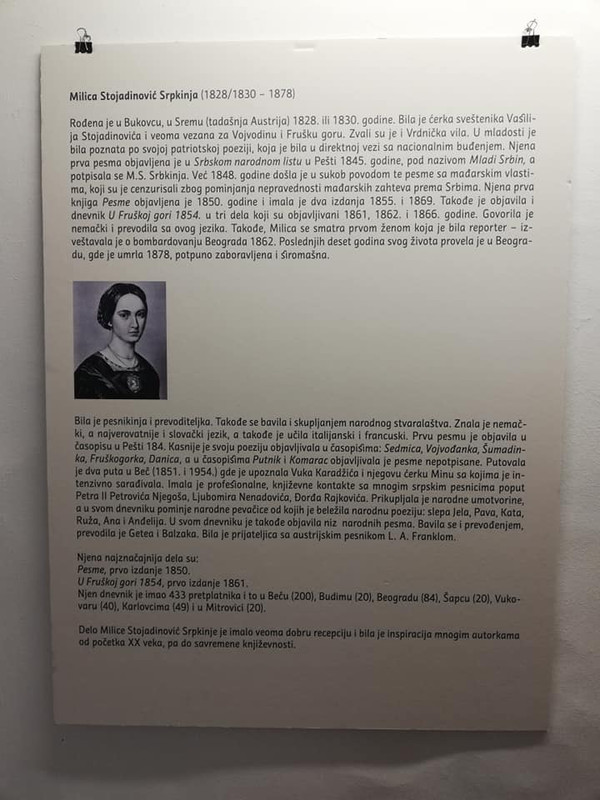 Milica Stojadinović Srpkinja (1828/1830 – 1878)
Rođena je u Bukovcu, u Sremu (tadašnja Austrija) 1828. ili 1830. godine. Bila je ćerka sveštenika Vasili-
ja Stojadinovića i veoma vezana za Vojvodinu i Frušku goru. Zvali su je i Vrdnička vila. U mladosti je
bila poznata po svojoj patriotskoj poeziji, koja je bila u direktnoj vezi sa nacionalnim buđenjem. Njena
prva pesma objavljena je u Srbskom narodnom listu u Pešti 1845. godine, pod nazivom Mladi Srbin, a
potpisala se M.S. Srbkinja. Već 1848. godine došla je u sukob povodom te pesme sa mađarskim vlasti-
ma, koji su je cenzurisali zbog pominjanja nepravednosti mađarskih zahteva prema Srbima. Njena prva
knjiga Pesme objavljena je 1850. godine i imala je dva izdanja 1855. i 1869. Takođe je objavila i
dnevnik U Fruškoj gori 1854. u tri dela koji su objavljivani 1861, 1862. i 1866. godine. Govorila je
nemački i prevodila sa ovog jezika. Takođe, Milica se smatra prvom ženom koja je bila reporter – iz-
veštavala je o bombardovanju Beograda 1862. Poslednjih deset godina svog života provela je u Beogra-
du, gde je umrla 1878, potpuno zaboravljena i siromašna.
Bila je pesnikinja i prevoditeljka. Takođe se bavila i skupljanjem narodnog stvaralaštva. Znala je nemač-
ki, a najverovatnije i slovački jezik, a takođe je učila italijanski i francuski. Prvu pesmu je objavila u
časopisu u Pešti 184. Kasnije je svoju poeziju objavljivala u časopisima: Sedmica, Vojvođanka, Šumadin-
ka, Fruškogorka, Danica, a u časopisima Putnik i Komarac objavljivala je pesme nepotpisane. Putovala
je dva puta u Beč (1851. i 1954.) gde je upoznala Vuka Karadžića i njegovu ćerku Minu sa kojima je in-
tenzivno sarađivala. Imala je profesionalne, književne kontakte sa mnogim srpskim pesnicima poput
Petra II Petrovića Njegoša, Ljubomira Nenadovića, Đorđa Rajkovića. Prikupljala je narodne umotvorine,
a u svom dnevniku pominje narodne pevačice od kojih je beležila narodnu poeziju: slepa Jela, Pava, Kata,
Ruža, Ana i Anđelija. U svom dnevniku je takođe objavila niz narodnih pesma. Bavila se i prevođenjem,
prevodila je Getea i Balzaka. Bila je prijateljica sa austrijskim pesnikom L. A. Franklom.
Njena najznačajnija dela su:
Pesme, prvo izdanje 1850.
U Fruškoj gori 1854, prvo izdanje 1861.
Njen dnevnik je imao 433 pretplatnika i to u Beču (200), Budimu (20), Beogradu (84), Šapcu (20), Vuko-
varu (40), Karlovcima (49) i u Mitrovici (20).
Delo Milice Stojadinović Srpkinje je imalo veoma dobru recepciju i bila je inspiracija mnogim autorkama
od početka XX veka, pa do savremene književnosti.